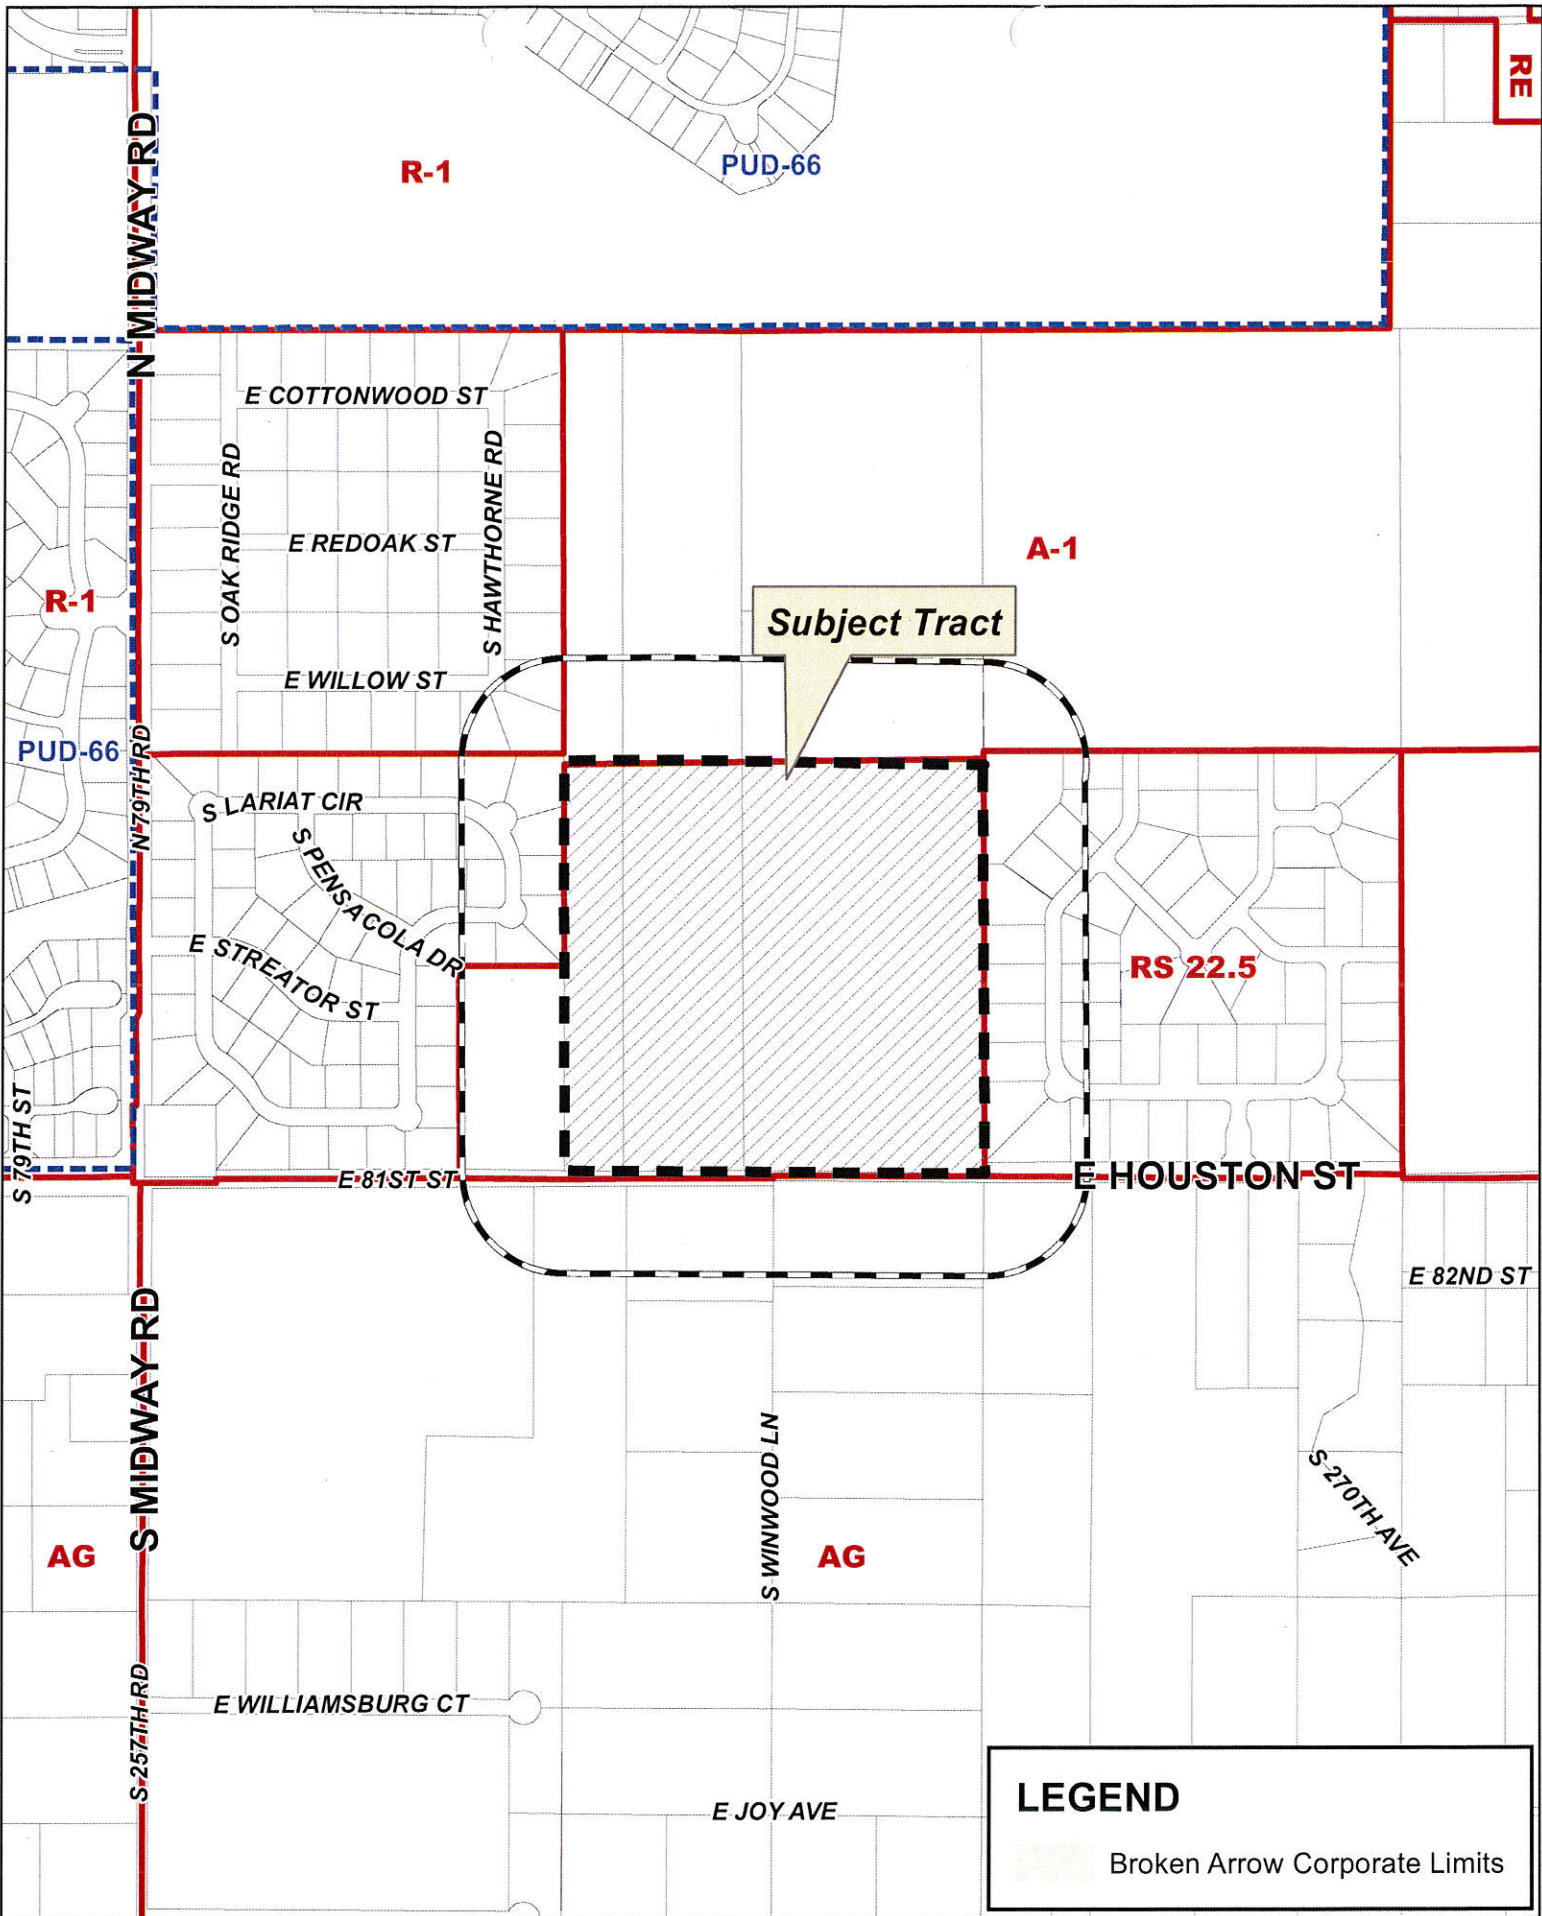 RE
N MIDWAY RD
R-1
PUD-66
E COTTONWOOD ST
S OAK RIDGE RD
S HAWTHORNE RD
E REDOAK ST
A-1
R-1
Subject Tract
E WILLOW ST
PUD-66
N 79TH RD
S LARIAT CIR
S PENSACOLA DR
E STREATOR ST
RS 22.5
S 79TH ST
E 81ST ST
E HOUSTON ST
E 82ND ST
S MIDWAY RD
S WINWOOD LN
S 270TH AVE
AG
AG
S 257TH RD
E WILLIAMSBURG CT
E JOY AVE
LEGEND
Broken Arrow Corporate Limits